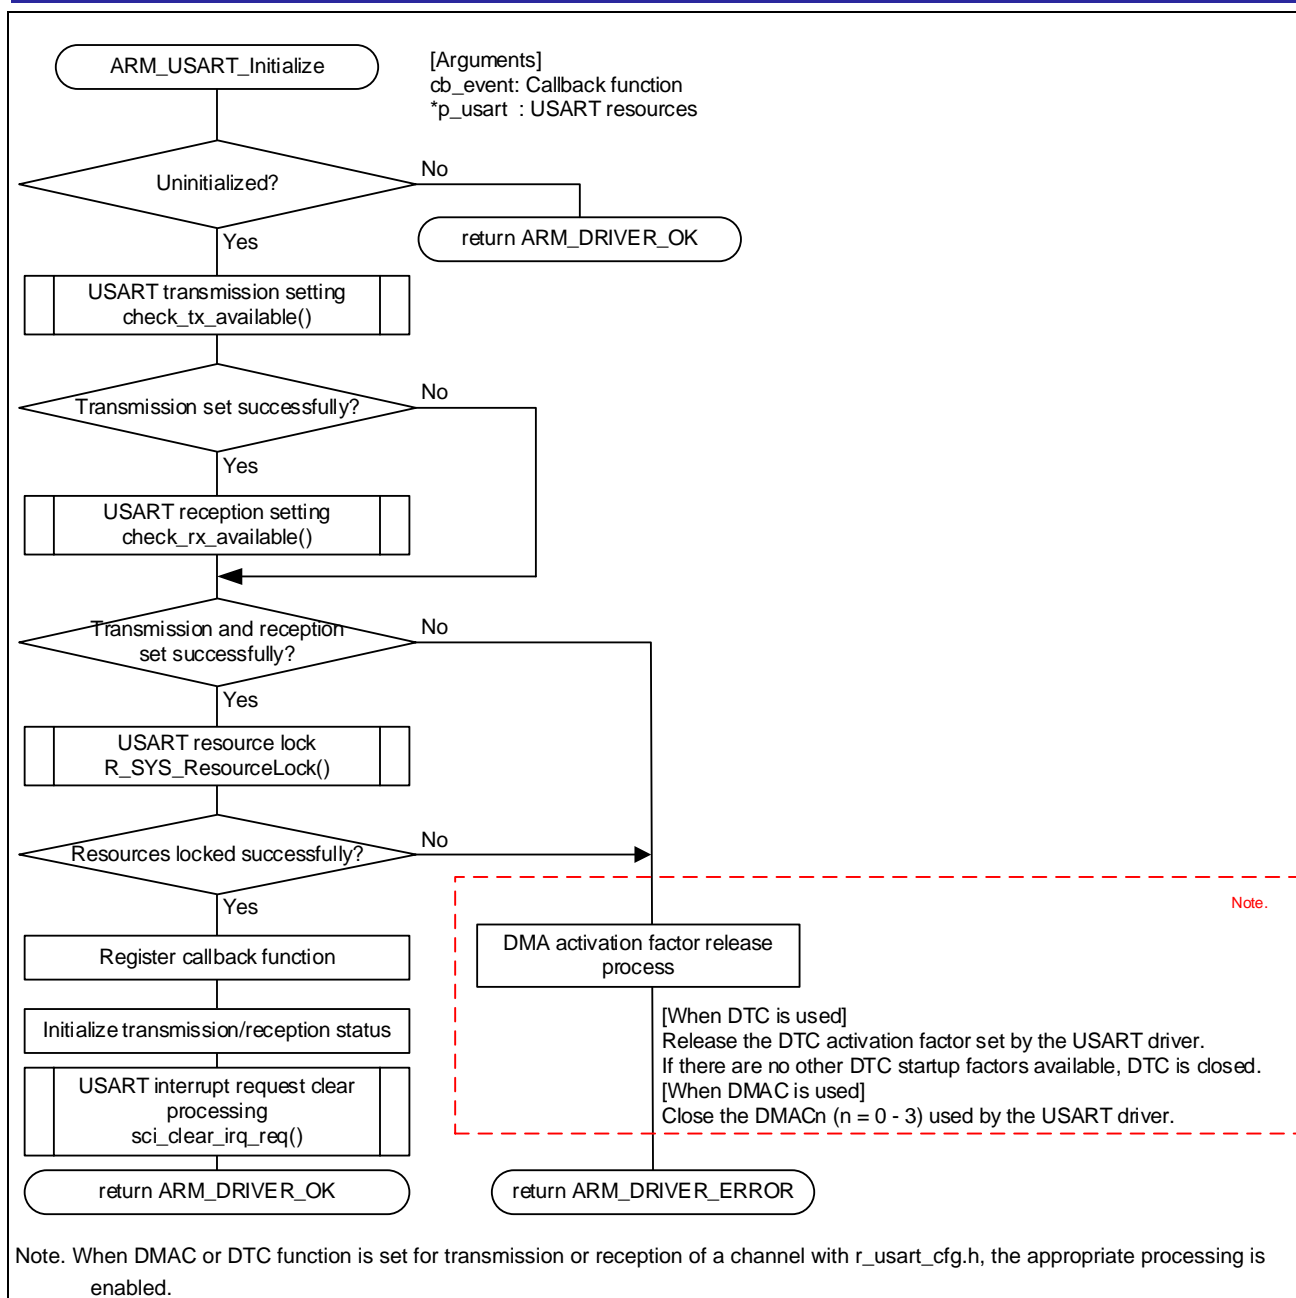 ARM_USART_Initialize
[Arguments]
cb_event: Callback function
*p_usart : USART resources
Uninitialized?
No
return ARM_DRIVER_OK
Yes
USART transmission setting
check_tx_available()
Transmission set successfully?
No
Yes
USART reception setting
check_rx_available()
Transmission and reception
set successfully?
No
Yes
USART resource lock
R_SYS_ResourceLock()
Resources locked successfully?
No
Yes
Note.
Register callback function
DMA activation factor release
process
Initialize transmission/reception status
[When DTC is used]
Release the DTC activation factor set by the USART driver.
If there are no other DTC startup factors available, DTC is closed.
[When DMAC is used]
Close the DMACn (n = 0 - 3) used by the USART driver.
USART interrupt request clear
processing
sci_clear_irq_req()
return ARM_DRIVER_OK
return ARM_DRIVER_ERROR
Note. When DMAC or DTC function is set for transmission or reception of a channel with r_usart_cfg.h, the appropriate processing is
enabled.